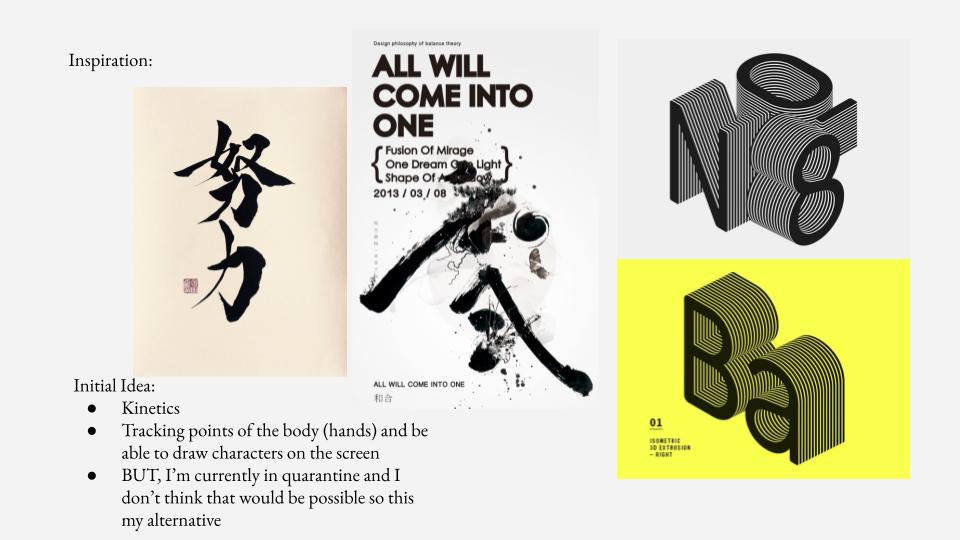 Inspiration:
努
力
Design philosophy of balance theory
ALL WILL
COME INTO
ONE
Fusion Of Mirage
One Dream One Light
Shape Of A
2013 / 03 / 08
ALL WILL COME INTO ONE
和合
No
8
Ba
01
ISOMETRIC
3D EXTRUSION
– RIGHT
Initial Idea:
● Kinetics
● Tracking points of the body (hands) and be
able to draw characters on the screen
● BUT, I’m currently in quarantine and I
don’t think that would be possible so this
my alternative